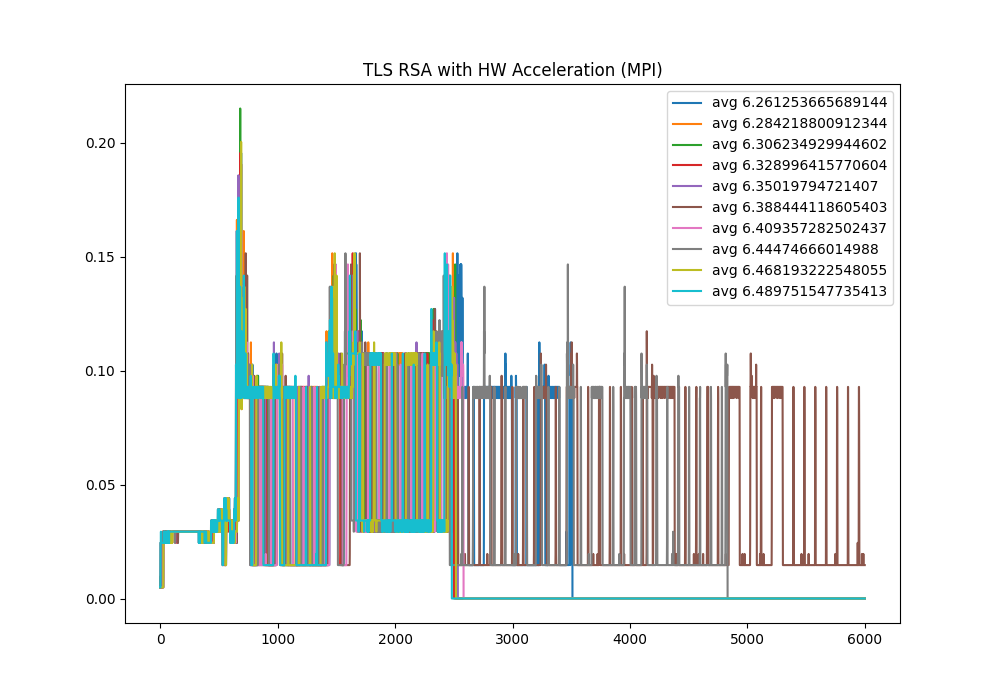 TLS RSA with HW Acceleration (MPI)
avg 6.261253665689144
avg 6.284218800912344
avg 6.306234929944602
avg 6.328996415770604
avg 6.35019794721407
avg 6.388444118605403
avg 6.409357282502437
avg 6.44474666014988
avg 6.468193222548055
avg 6.489751547735413
0.20
0.15
0.10
0.05
0.00
0 1000 2000 3000 4000 5000 6000